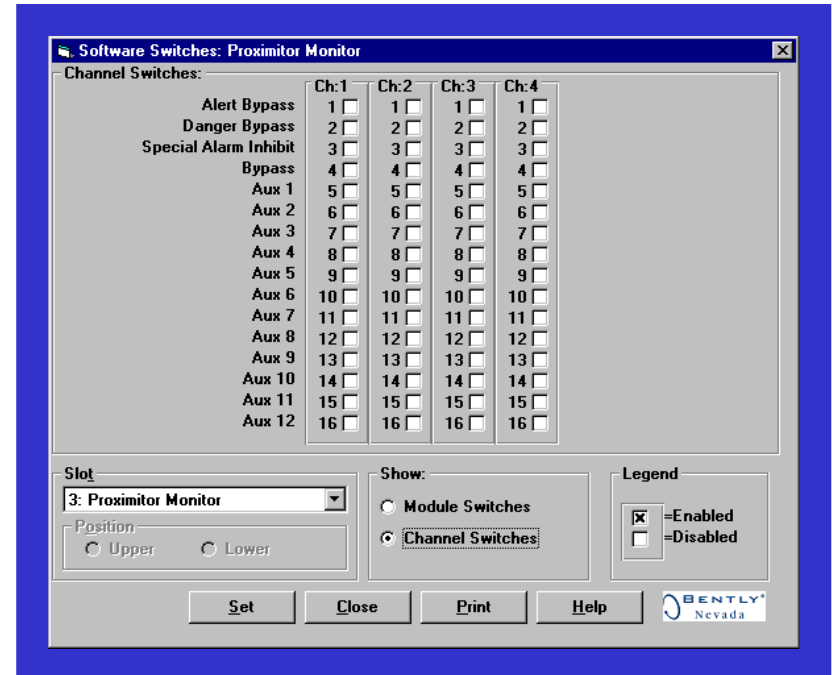 Software Switches: Proximitor Monitor
Channel Switches:
Ch:1 Ch:2 Ch:3 Ch:4
Alert Bypass 1 1 1 1
Danger Bypass 2 2 2 2
Special Alarm Inhibit 3 3 3 3
Bypass 4 4 4 4
Aux 1 5 5 5 5
Aux 2 6 6 6 6
Aux 3 7 7 7 7
Aux 4 8 8 8 8
Aux 5 9 9 9 9
Aux 6 10 10 10 10
Aux 7 11 11 11 11
Aux 8 12 12 12 12
Aux 9 13 13 13 13
Aux 10 14 14 14 14
Aux 11 15 15 15 15
Aux 12 16 16 16 16
Slot
3: Proximitor Monitor
Position
Upper Lower
Show:
Module Switches
Channel Switches
Legend
=Enabled
=Disabled
Set Close Print Help
BENTLY
Nevada